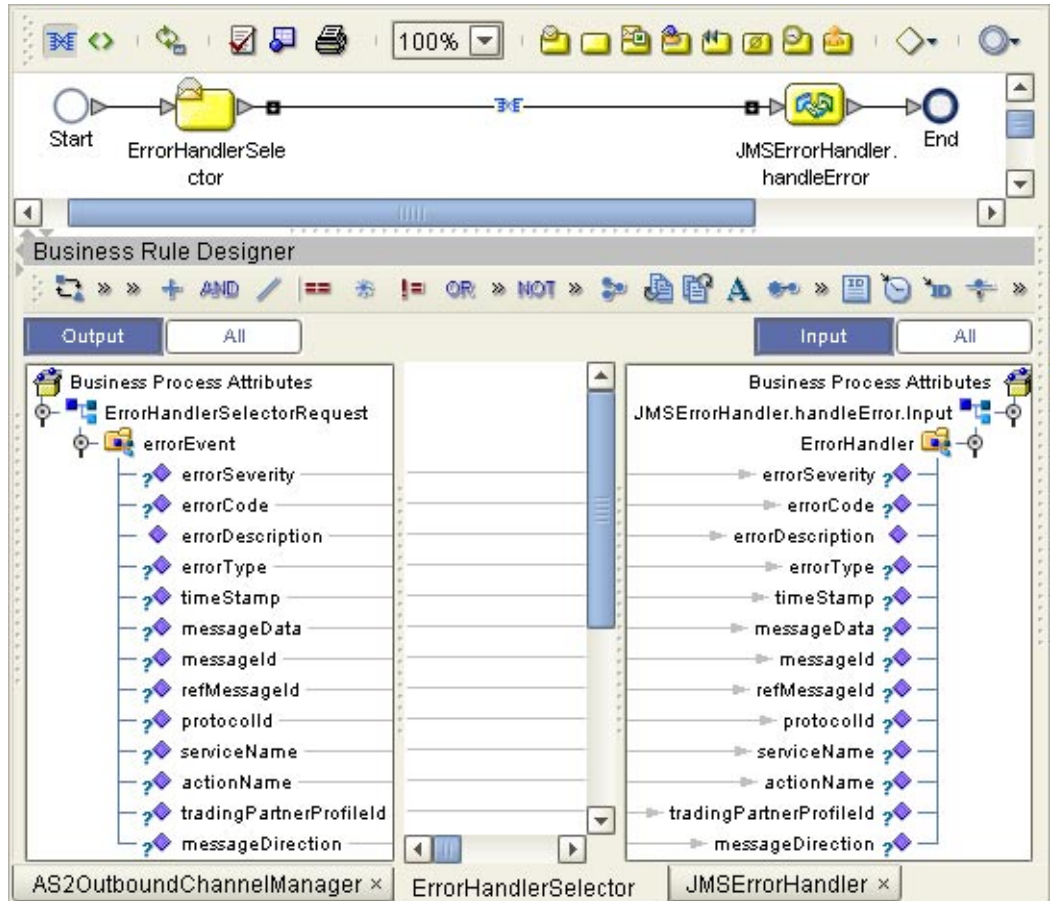 100%
Start
ErrorHandlerSele
ctor
JMSErrorHandler.
handleError
End
Business Rule Designer
» » AND == != OR » NOT » A » ID ID »
Output All Input All
Business Process Attributes
ErrorHandlerSelectorRequest
errorEvent
? errorSeverity
? errorCode
errorDescription
? errorType
? timeStamp
? messageData
? messageId
? refMessageId
? protocolId
? serviceName
? actionName
? tradingPartnerProfileId
? messageDirection
Business Process Attributes
JMSErrorHandler.handleError.Input
ErrorHandler
errorSeverity ?
errorCode ?
errorDescription
errorType ?
timeStamp ?
messageData ?
messageId ?
refMessageId ?
protocolId ?
serviceName ?
actionName ?
tradingPartnerProfileId ?
messageDirection ?
AS2OutboundChannelManager × ErrorHandlerSelector JMSErrorHandler ×